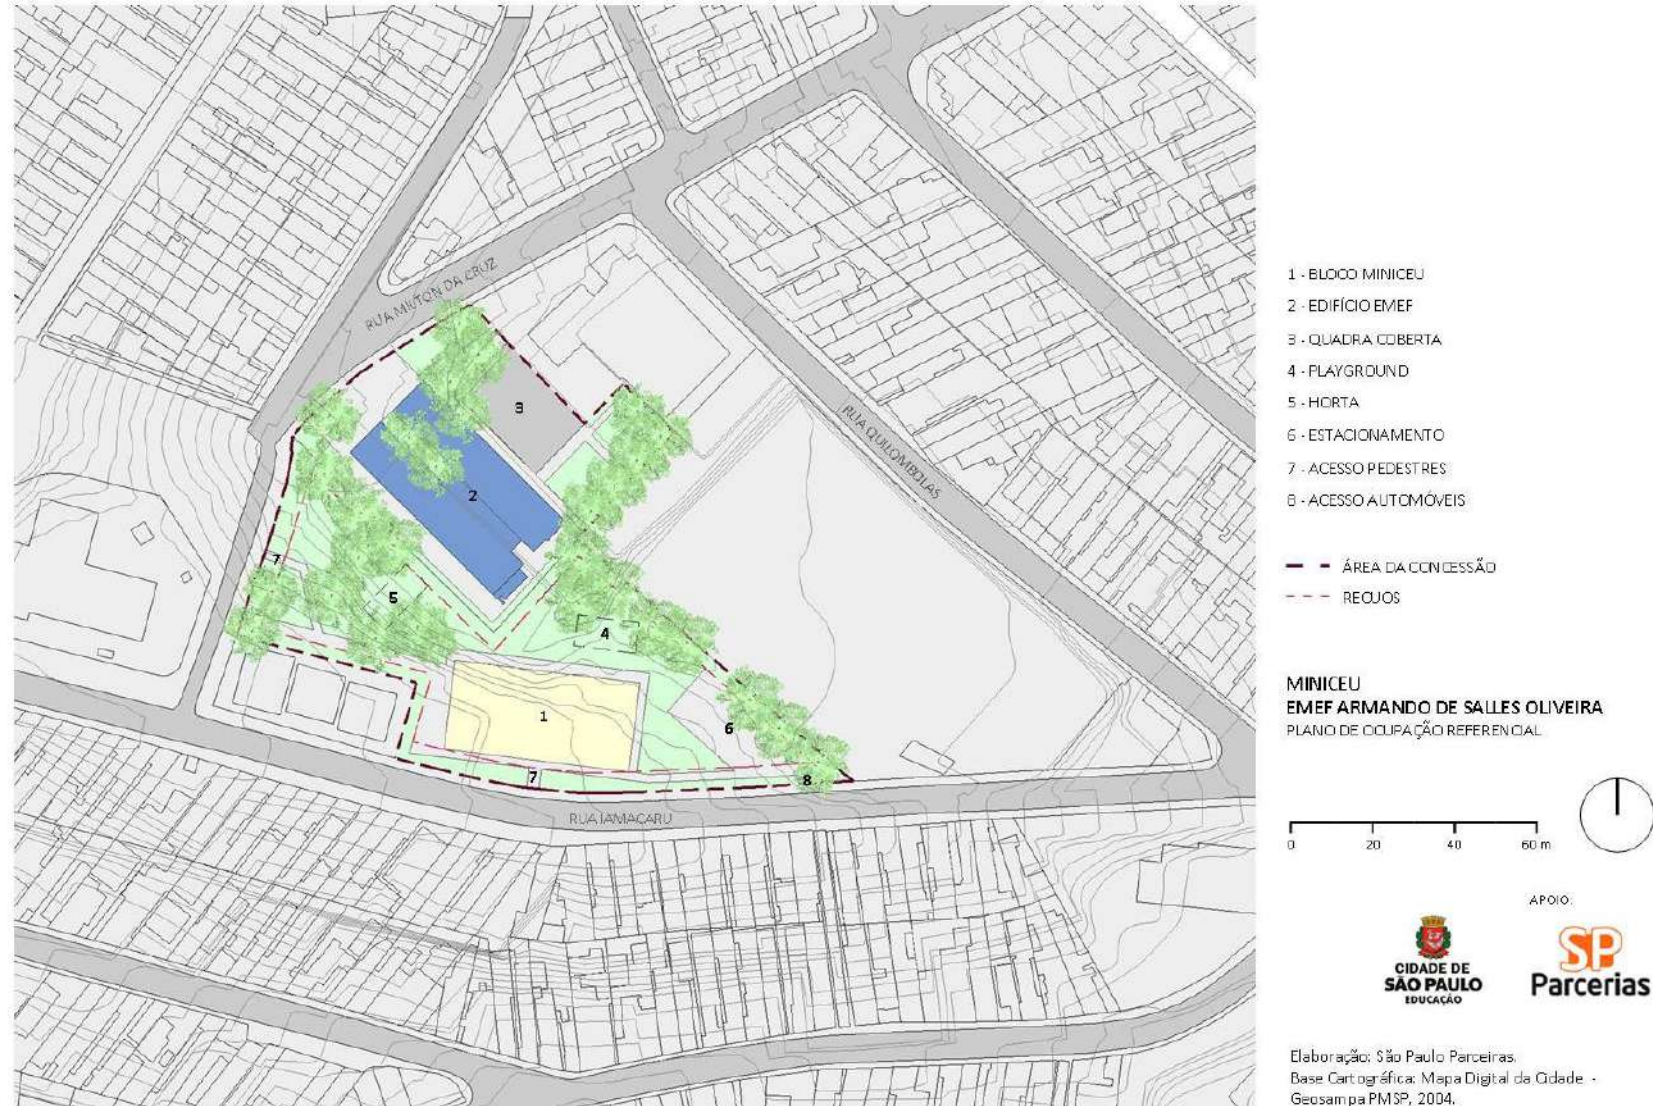 RUA MILTON DA CRUZ
RUA QUILOMBOLAS
RUA IAMACARU
1
2
3
4
5
6
7
7
8
1 - BLOCO MINICEU
2 - EDIFÍCIO EMEF
3 - QUADRA COBERTA
4 - PLAYGROUND
5 - HORTA
6 - ESTACIONAMENTO
7 - ACESSO PEDESTRES
8 - ACESSO AUTOMÓVEIS
ÁREA DA CONCESSÃO
RECUOS
MINICEU
EMEF ARMANDO DE SALLES OLIVEIRA
PLANO DE OCUPAÇÃO REFERENCIAL
0 20 40 60 m
APOIO:
CIDADE DE
SÃO PAULO
EDUCAÇÃO
SP
Parcerias
Elaboração: São Paulo Parceiras.
Base Cartográfica: Mapa Digital da Cidade -
Geosampa PMSP, 2004.